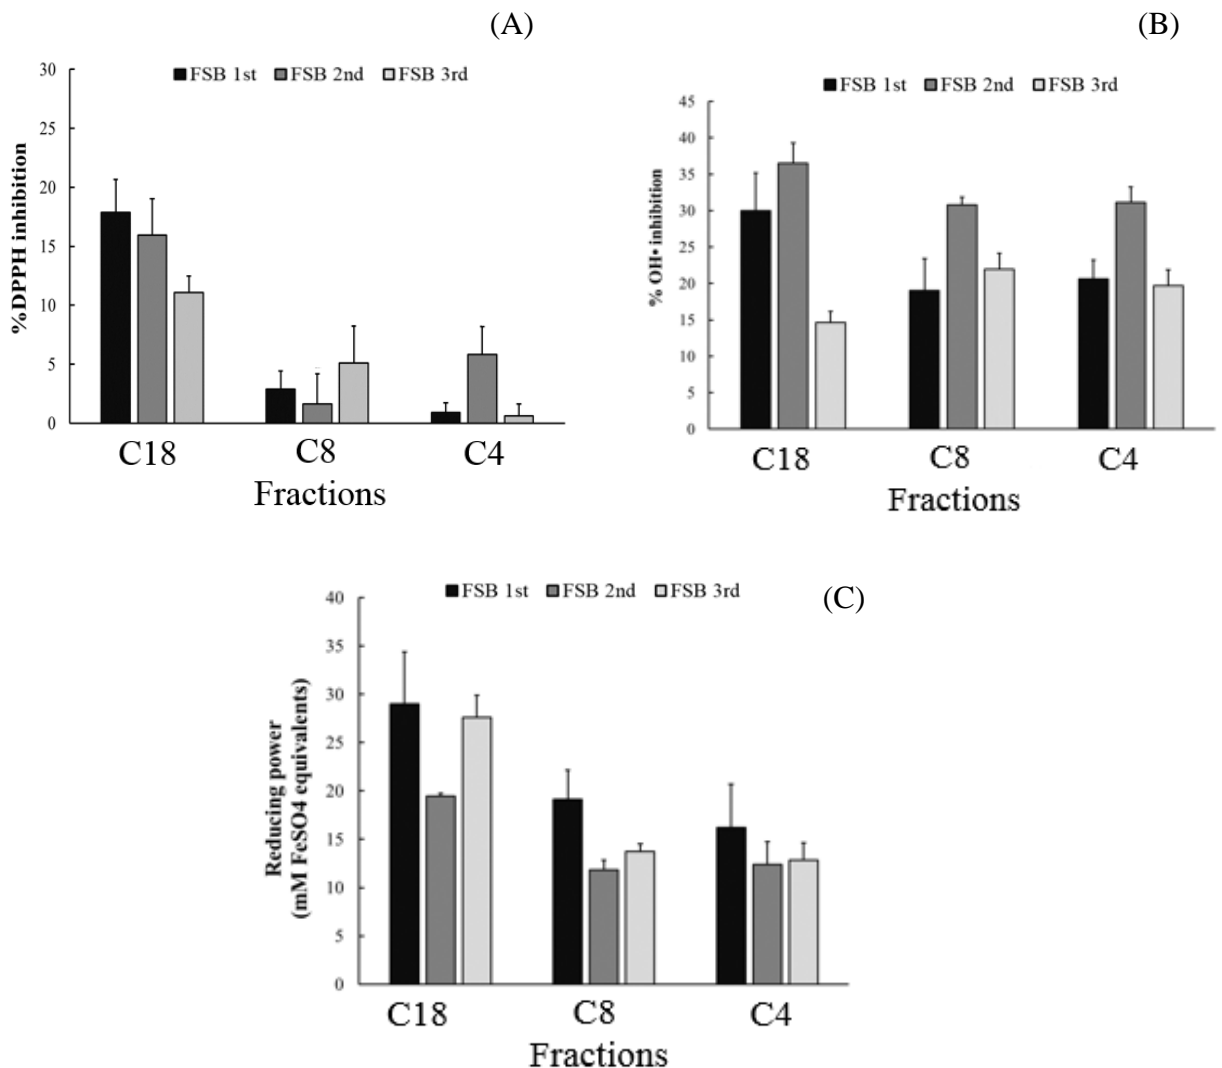 (A)
FSB 1st FSB 2nd FSB 3rd
30
25
20
15
10
5
0
%DPPH inhibition
C18 C8 C4
Fractions
(B)
FSB 1st FSB 2nd FSB 3rd
45
40
35
30
25
20
15
10
5
0
% OH• inhibition
C18 C8 C4
Fractions
(C)
FSB 1st FSB 2nd FSB 3rd
40
35
30
25
20
15
10
5
0
Reducing power
(mM FeSO4 equivalents)
C18 C8 C4
Fractions